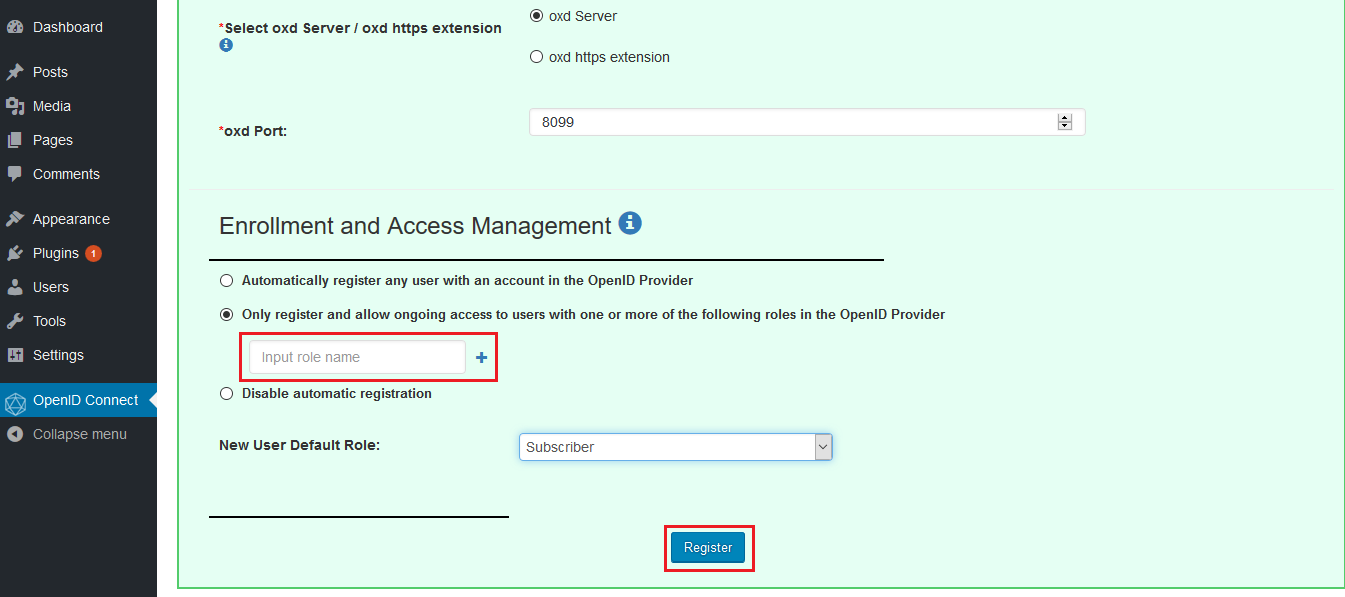 Dashboard
Posts
Media
Pages
Comments
Appearance
Plugins 1
Users
Tools
Settings
OpenID Connect
Collapse menu
*Select oxd Server / oxd https extension
oxd Server
oxd https extension
*oxd Port:
8099
Enrollment and Access Management
Automatically register any user with an account in the OpenID Provider
Only register and allow ongoing access to users with one or more of the following roles in the OpenID Provider
Input role name
Disable automatic registration
New User Default Role:
Subscriber
Register